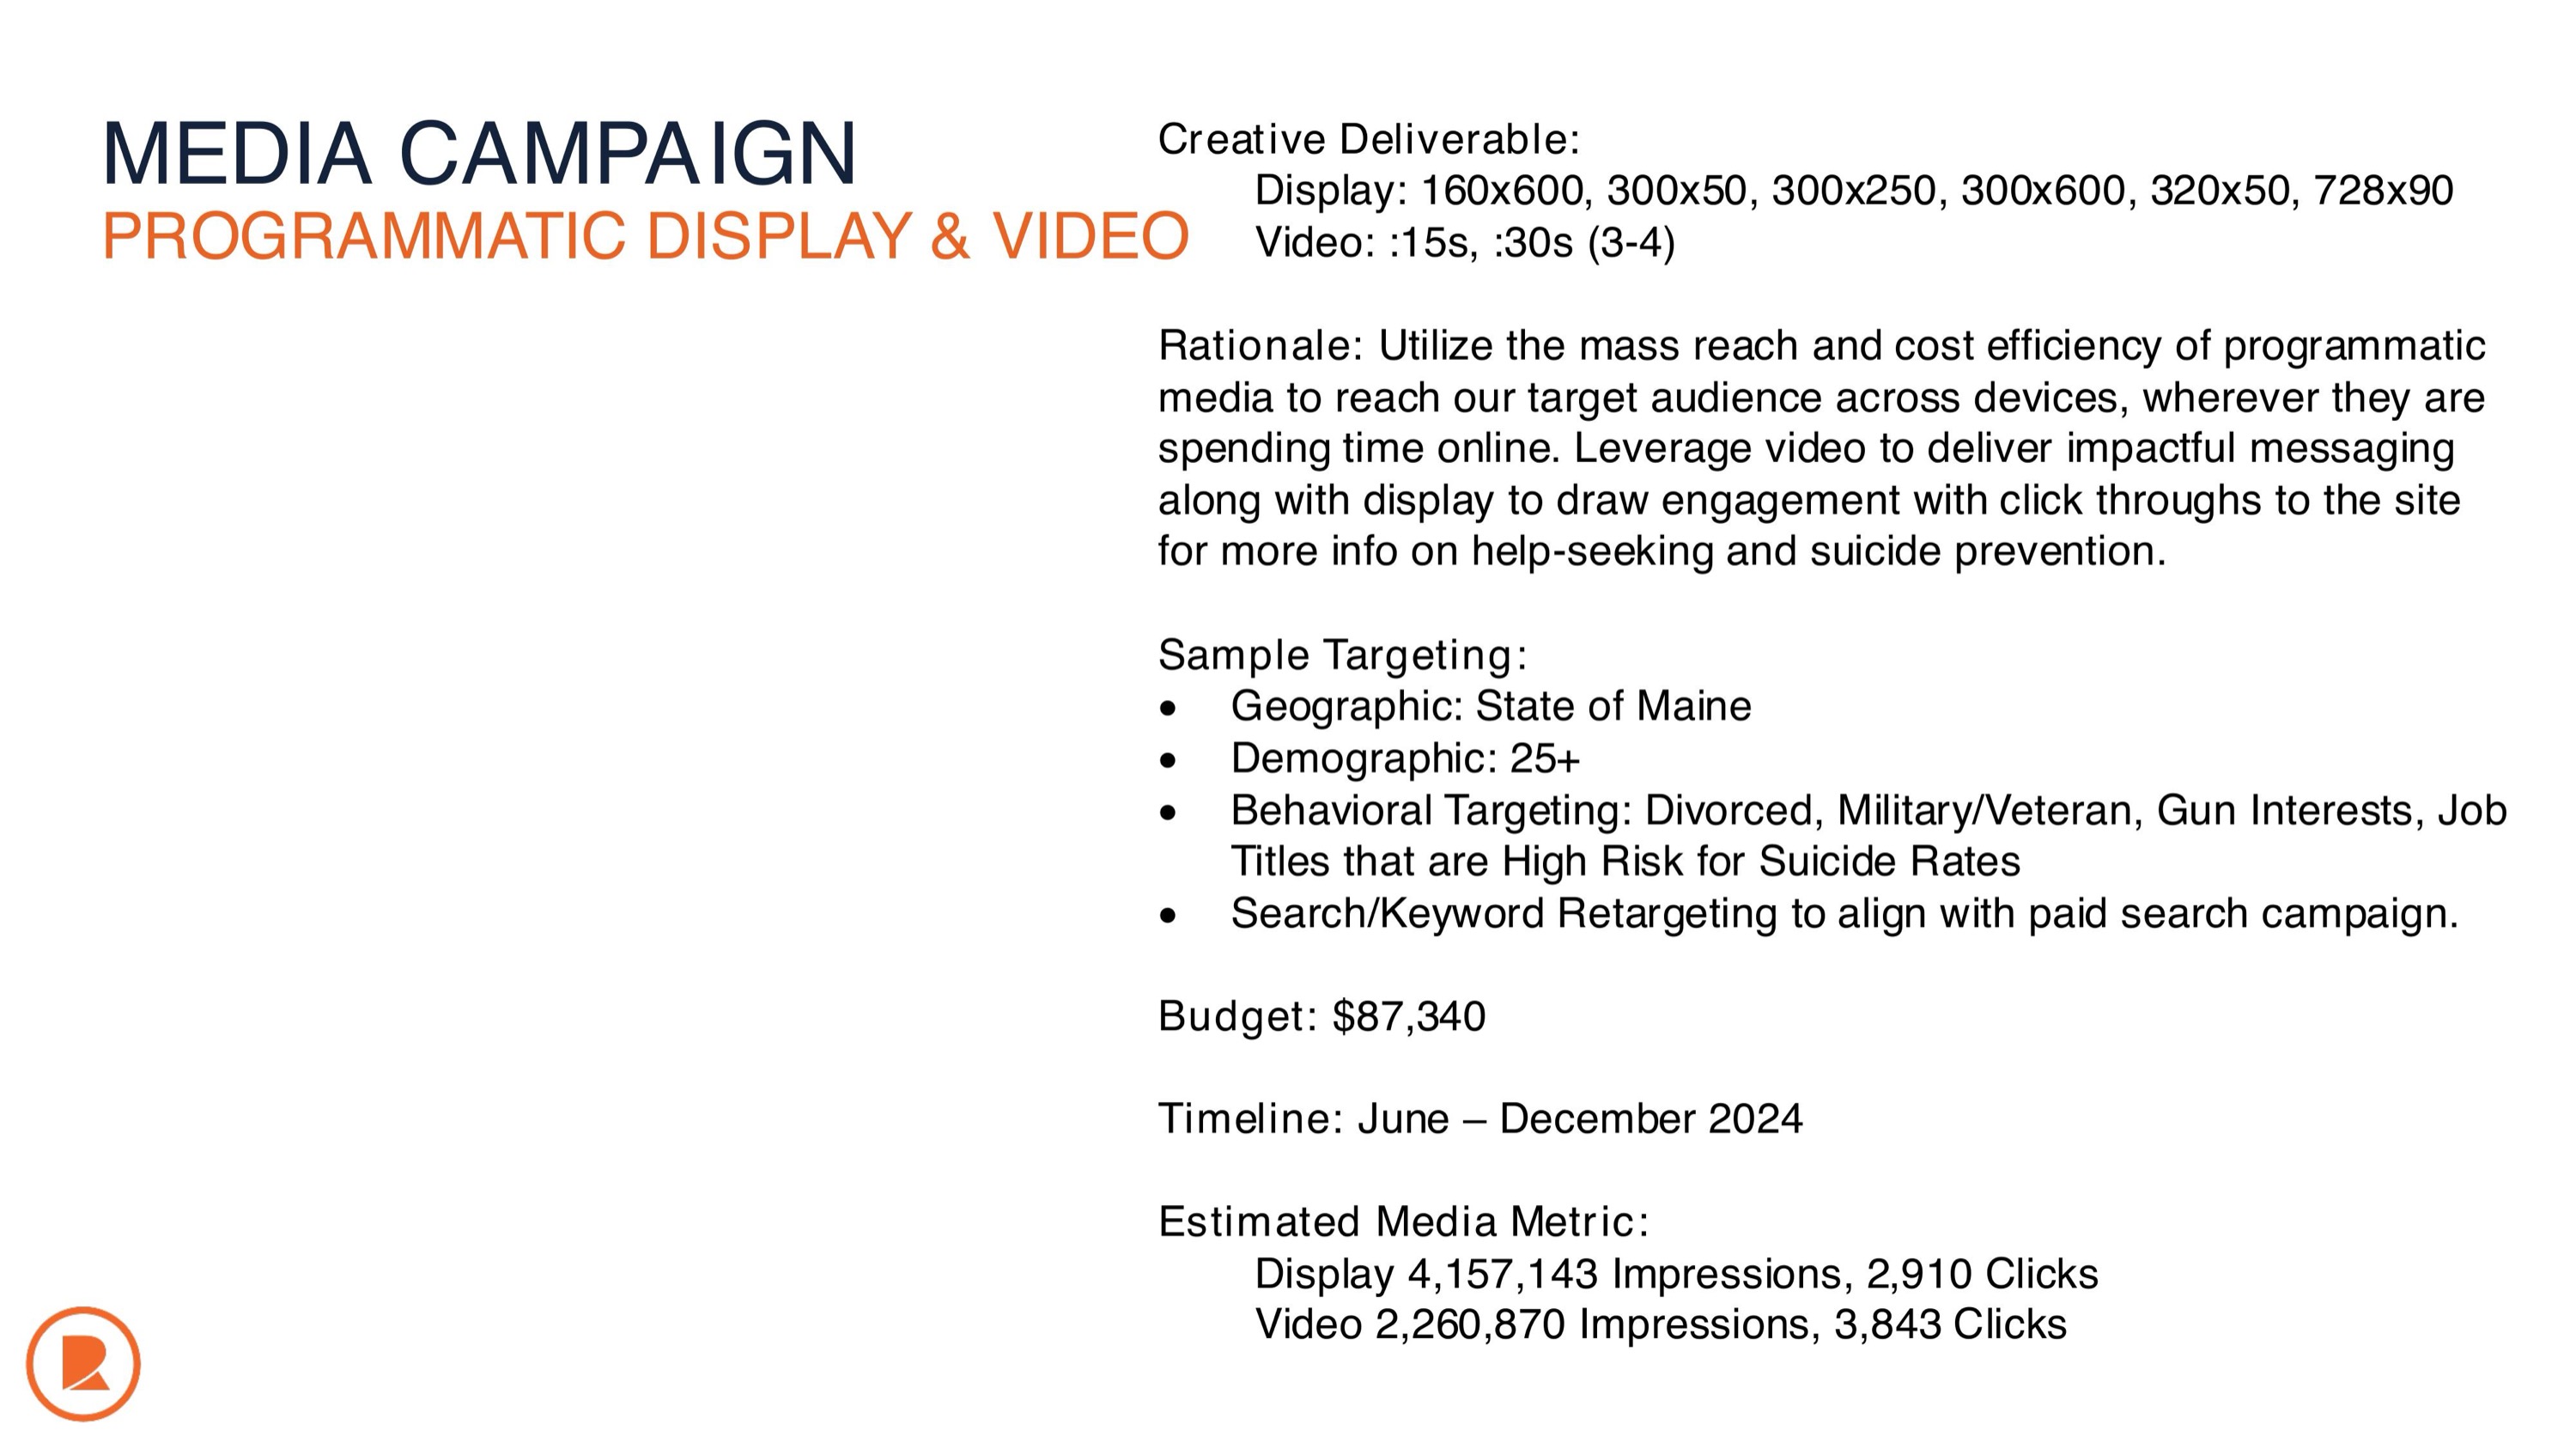 MEDIA CAMPAIGN
PROGRAMMATIC DISPLAY & VIDEO
Creative Deliverable:
Display: 160x600, 300x50, 300x250, 300x600, 320x50, 728x90
Video: :15s, :30s (3-4)
Rationale: Utilize the mass reach and cost efficiency of programmatic
media to reach our target audience across devices, wherever they are
spending time online. Leverage video to deliver impactful messaging
along with display to draw engagement with click throughs to the site
for more info on help-seeking and suicide prevention.
Sample Targeting:
• Geographic: State of Maine
• Demographic: 25+
• Behavioral Targeting: Divorced, Military/Veteran, Gun Interests, Job
Titles that are High Risk for Suicide Rates
• Search/Keyword Retargeting to align with paid search campaign.
Budget: $87,340
Timeline: June – December 2024
Estimated Media Metric:
Display 4,157,143 Impressions, 2,910 Clicks
Video 2,260,870 Impressions, 3,843 Clicks
R